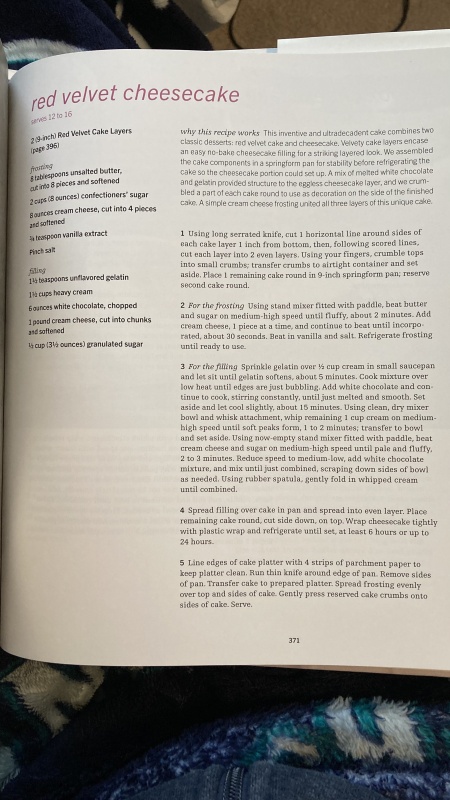 red velvet cheesecake
serves 12 to 16
2 (9-inch) Red Velvet Cake Layers
(page 396)
frosting
8 tablespoons unsalted butter,
cut into 8 pieces and softened
2 cups (8 ounces) confectioners' sugar
8 ounces cream cheese, cut into 4 pieces
and softened
teaspoon vanilla extract
Pinch salt
filling
1½ teaspoons unflavored gelatin
1½ cups heavy cream
6 ounces white chocolate, chopped
1 pound cream cheese, cut into chunks
and softened
½ cup (3½ ounces) granulated sugar
why this recipe works This inventive and ultradecadent cake combines two
classic desserts: red velvet cake and cheesecake. Velvety cake layers encase
an easy no-bake cheesecake filling for a striking layered look. We assembled
the cake components in a springform pan for stability before refrigerating the
cake so the cheesecake portion could set up. A mix of melted white chocolate
and gelatin provided structure to the eggless cheesecake layer, and we crum-
bled a part of each cake round to use as decoration on the side of the finished
cake. A simple cream cheese frosting united all three layers of this unique cake.
1 Using long serrated knife, cut 1 horizontal line around sides of
each cake layer 1 inch from bottom, then, following scored lines,
cut each layer into 2 even layers. Using your fingers, crumble tops
into small crumbs; transfer crumbs to airtight container and set
aside. Place 1 remaining cake round in 9-inch springform pan; reserve
second cake round.
2 For the frosting Using stand mixer fitted with paddle, beat butter
and sugar on medium-high speed until fluffy, about 2 minutes. Add
cream cheese, 1 piece at a time, and continue to beat until incorpo-
rated, about 30 seconds. Beat in vanilla and salt. Refrigerate frosting
until ready to use.
3 For the filling Sprinkle gelatin over ½ cup cream in small saucepan
and let sit until gelatin softens, about 5 minutes. Cook mixture over
low heat until edges are just bubbling. Add white chocolate and con-
tinue to cook, stirring constantly, until just melted and smooth. Set
aside and let cool slightly, about 15 minutes. Using clean, dry mixer
bowl and whisk attachment, whip remaining 1 cup cream on medium-
high speed until soft peaks form, 1 to 2 minutes; transfer to bowl
and set aside. Using now-empty stand mixer fitted with paddle, beat
cream cheese and sugar on medium-high speed until pale and fluffy,
2 to 3 minutes. Reduce speed to medium-low, add white chocolate
mixture, and mix until just combined, scraping down sides of bowl
as needed. Using rubber spatula, gently fold in whipped cream
until combined.
4 Spread filling over cake in pan and spread into even layer. Place
remaining cake round, cut side down, on top. Wrap cheesecake tightly
with plastic wrap and refrigerate until set, at least 6 hours or up to
24 hours.
5 Line edges of cake platter with 4 strips of parchment paper to
keep platter clean. Run thin knife around edge of pan. Remove sides
of pan. Transfer cake to prepared platter. Spread frosting evenly
over top and sides of cake. Gently press reserved cake crumbs onto
sides of cake. Serve.
371